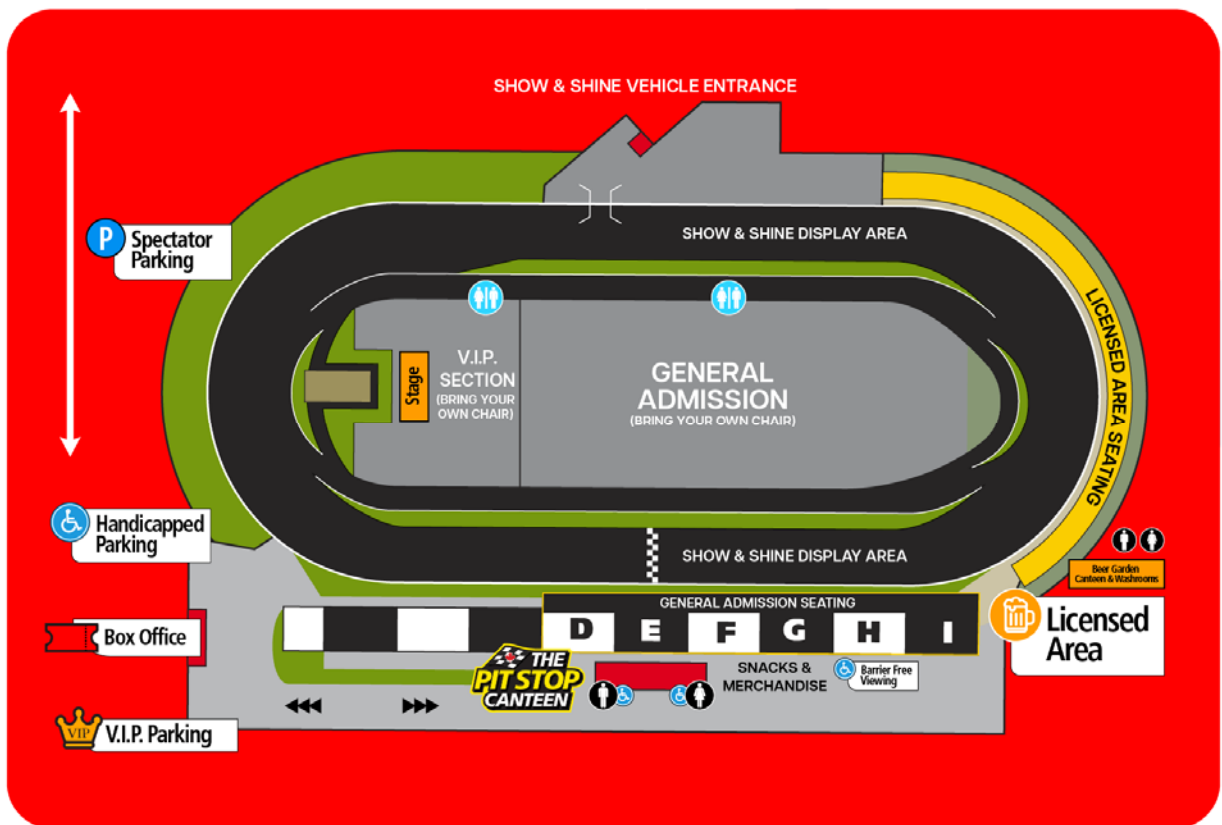 SHOW & SHINE VEHICLE ENTRANCE
P
Spectator
Parking
SHOW & SHINE DISPLAY AREA
LICENSED AREA SEATING
Stage
V.I.P.
SECTION
(BRING YOUR
OWN CHAIR)
GENERAL
ADMISSION
(BRING YOUR OWN CHAIR)
Handicapped
Parking
SHOW & SHINE DISPLAY AREA
Beer Garden
Canteen & Washrooms
GENERAL ADMISSION SEATING
D E F G H I
Licensed
Area
Box Office
THE
PIT STOP
CANTEEN
SNACKS &
MERCHANDISE
Barrier Free
Viewing
VIP
V.I.P. Parking